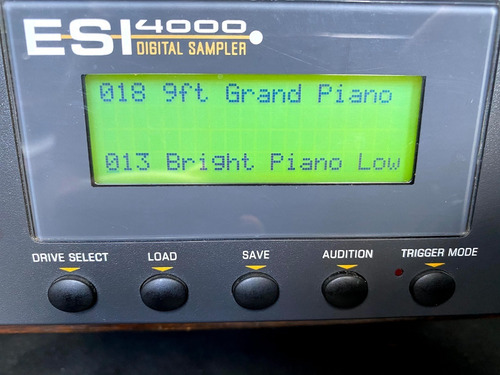 ESI 4000
DIGITAL SAMPLER
018 9ft Grand Piano
013 Bright Piano Low
DRIVE SELECT LOAD SAVE AUDITION TRIGGER MODE